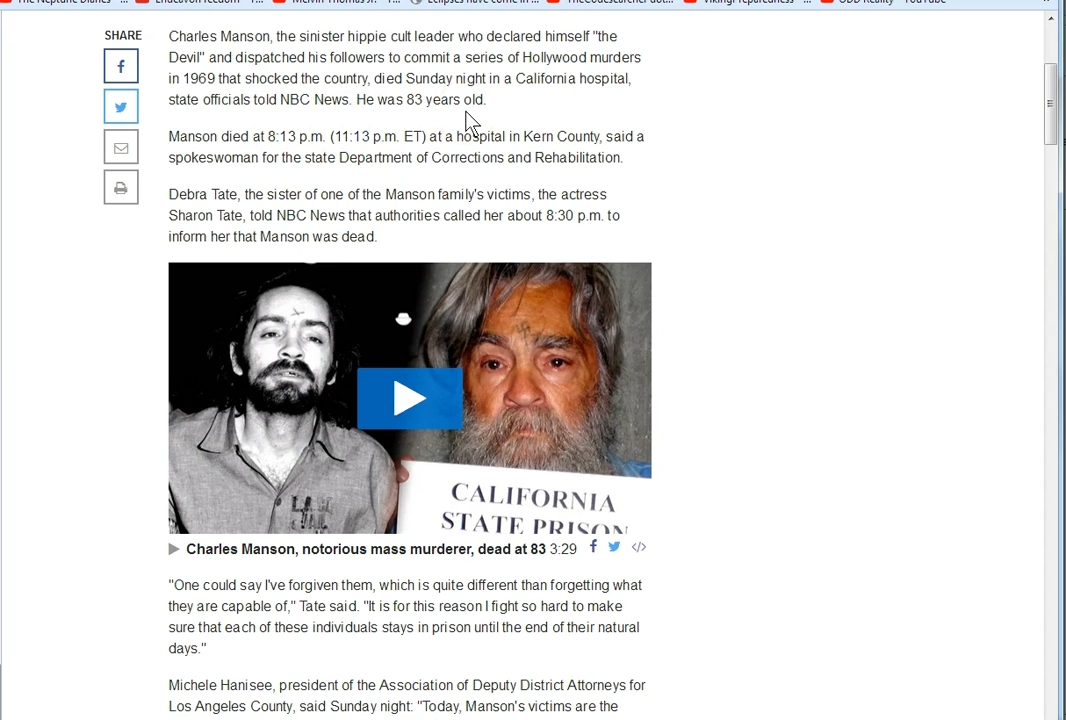 SHARE
Charles Manson, the sinister hippie cult leader who declared himself "the
Devil" and dispatched his followers to commit a series of Hollywood murders
in 1969 that shocked the country, died Sunday night in a California hospital,
state officials told NBC News. He was 83 years old.
Manson died at 8:13 p.m. (11:13 p.m. ET) at a hospital in Kern County, said a
spokeswoman for the state Department of Corrections and Rehabilitation.
Debra Tate, the sister of one of the Manson family's victims, the actress
Sharon Tate, told NBC News that authorities called her about 8:30 p.m. to
inform her that Manson was dead.
CALIFORNIA
STATE PRISON
Charles Manson, notorious mass murderer, dead at 83 3:29
"One could say I've forgiven them, which is quite different than forgetting what
they are capable of," Tate said. "It is for this reason I fight so hard to make
sure that each of these individuals stays in prison until the end of their natural
days."
Michele Hanisee, president of the Association of Deputy District Attorneys for
Los Angeles County, said Sunday night: "Today, Manson's victims are the